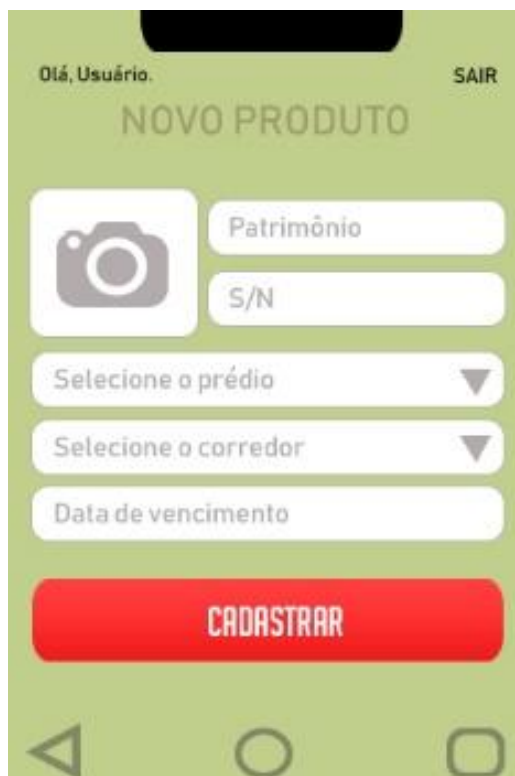 Olá, Usuário.
SAIR
NOVO PRODUTO
Patrimônio
S/N
Selecione o prédio
Selecione o corredor
Data de vencimento
CADASTRAR